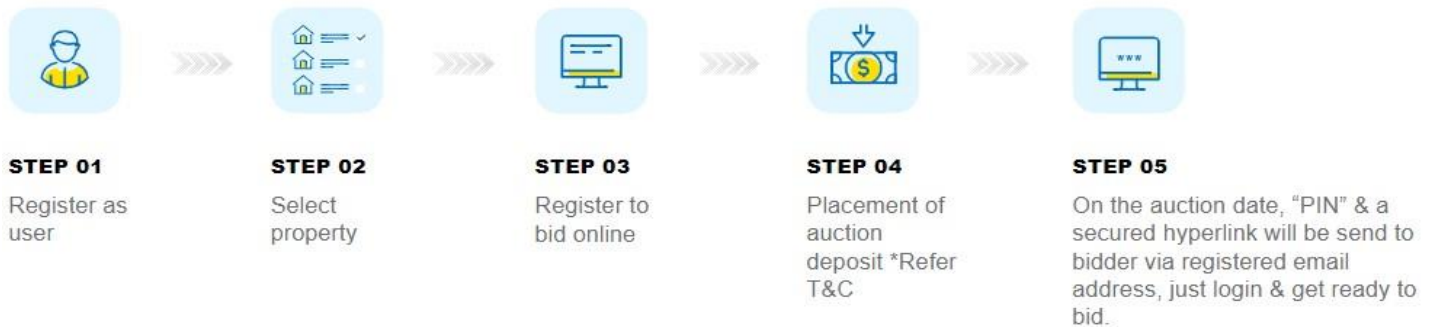 www
STEP 01
Register as
user
STEP 02
Select
property
STEP 03
Register to
bid online
STEP 04
Placement of
auction
deposit *Refer
T&C
STEP 05
On the auction date, “PIN” & a
secured hyperlink will be send to
bidder via registered email
address, just login & get ready to
bid.